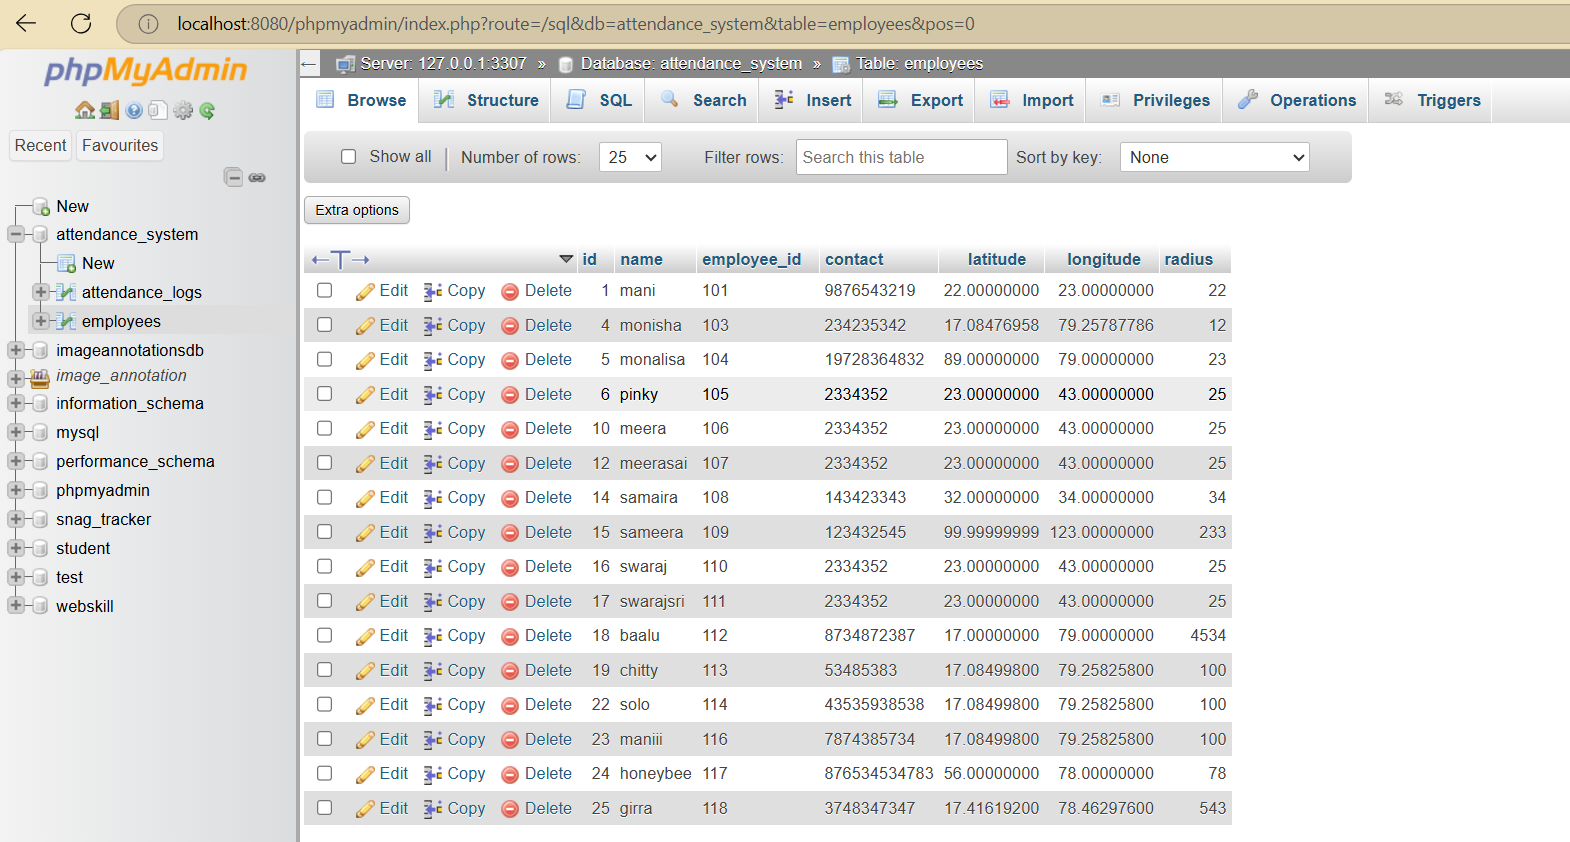 localhost:8080/phpmyadmin/index.php?route=/sql&db=attendance_system&table=employees&pos=0
phpMyAdmin
Recent Favourites
New
attendance_system
New
attendance_logs
employees
imageannotationsdb
image_annotation
information_schema
mysql
performance_schema
phpmyadmin
snag_tracker
student
test
webskill
Server: 127.0.0.1:3307 » Database: attendance_system » Table: employees
Browse Structure SQL Search Insert Export Import Privileges Operations Triggers
Show all Number of rows: 25 Filter rows: Search this table Sort by key: None
Extra options
id name employee_id contact latitude longitude radius
Edit Copy Delete 1 mani 101 9876543219 22.00000000 23.00000000 22
Edit Copy Delete 4 monisha 103 234235342 17.08476958 79.25787786 12
Edit Copy Delete 5 monalisa 104 19728364832 89.00000000 79.00000000 23
Edit Copy Delete 6 pinky 105 2334352 23.00000000 43.00000000 25
Edit Copy Delete 10 meera 106 2334352 23.00000000 43.00000000 25
Edit Copy Delete 12 meerasai 107 2334352 23.00000000 43.00000000 25
Edit Copy Delete 14 samaira 108 143423343 32.00000000 34.00000000 34
Edit Copy Delete 15 sameera 109 123432545 99.99999999 123.00000000 233
Edit Copy Delete 16 swaraj 110 2334352 23.00000000 43.00000000 25
Edit Copy Delete 17 swarajsri 111 2334352 23.00000000 43.00000000 25
Edit Copy Delete 18 baalu 112 8734872387 17.00000000 79.00000000 4534
Edit Copy Delete 19 chitty 113 53485383 17.08499800 79.25825800 100
Edit Copy Delete 22 solo 114 43535938538 17.08499800 79.25825800 100
Edit Copy Delete 23 maniii 116 7874385734 17.08499800 79.25825800 100
Edit Copy Delete 24 honeybee 117 876534534783 56.00000000 78.00000000 78
Edit Copy Delete 25 girra 118 3748347347 17.41619200 78.46297600 543